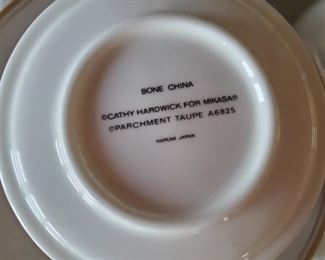 BONE CHINA
©CATHY HARDWICK FOR MIKASA®
©PARCHMENT TAUPE A6825
NARUMI JAPAN